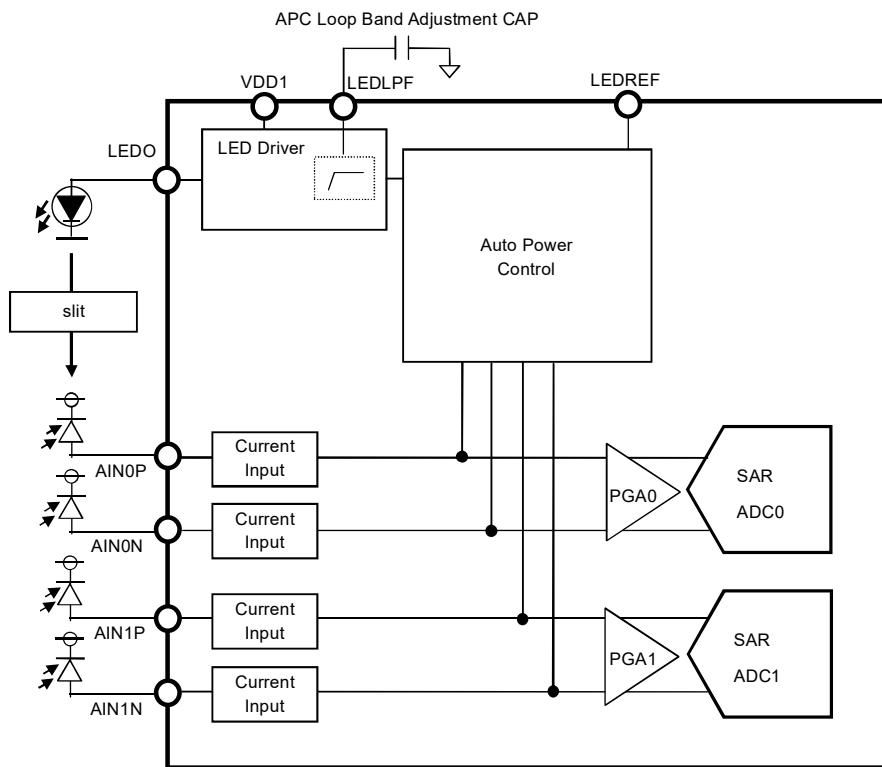 APC Loop Band Adjustment CAP
VDD1
LEDLPF
LEDREF
LEDO
LED Driver
Auto Power
Control
slit
AIN0P
Current
Input
AIN0N
Current
Input
PGA0
SAR
ADC0
AIN1P
Current
Input
AIN1N
Current
Input
PGA1
SAR
ADC1